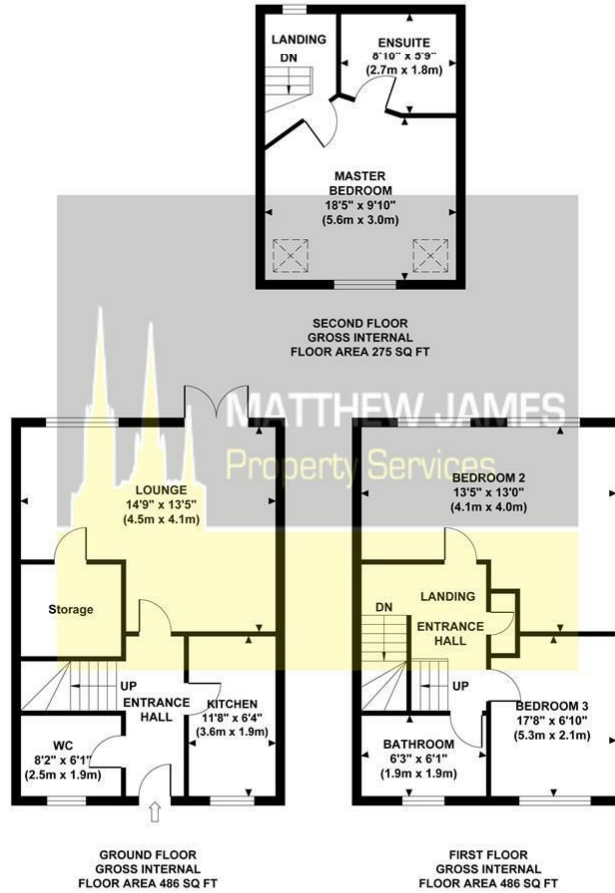 LANDING
DN
ENSUITE
8'10" x 5'9"
(2.7m x 1.8m)
MASTER
BEDROOM
18'5" x 9'10"
(5.6m x 3.0m)
SECOND FLOOR
GROSS INTERNAL
FLOOR AREA 275 SQ FT
MATTHEW JAMES
Property Services
LOUNGE
14'9" x 13'5"
(4.5m x 4.1m)
Storage
UP
ENTRANCE
HALL
KITCHEN
11'8" x 6'4"
(3.6m x 1.9m)
WC
8'2" x 6'1"
(2.5m x 1.9m)
GROUND FLOOR
GROSS INTERNAL
FLOOR AREA 486 SQ FT
BEDROOM 2
13'5" x 13'0"
(4.1m x 4.0m)
LANDING
DN
ENTRANCE
HALL
UP
BEDROOM 3
17'8" x 6'10"
(5.3m x 2.1m)
BATHROOM
6'3" x 6'1"
(1.9m x 1.9m)
FIRST FLOOR
GROSS INTERNAL
FLOOR AREA 486 SQ FT